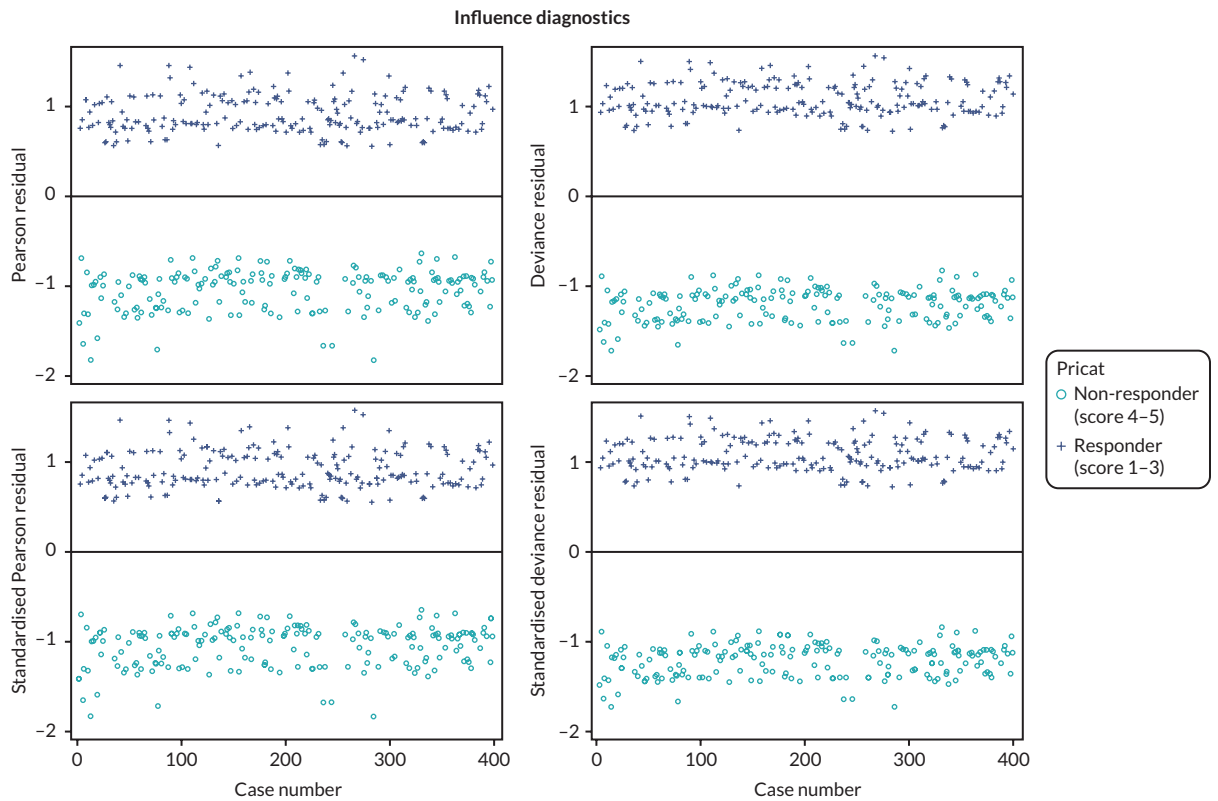 Influence diagnostics
Pearson residual
1
0
−1
−2
Deviance residual
1
0
−1
−2
Pricat
Non-responder
(score 4–5)
Responder
(score 1–3)
Standardised Pearson residual
1
0
−1
−2
0
100
200
300
400
Case number
Standardised deviance residual
1
0
−1
−2
0
100
200
300
400
Case number